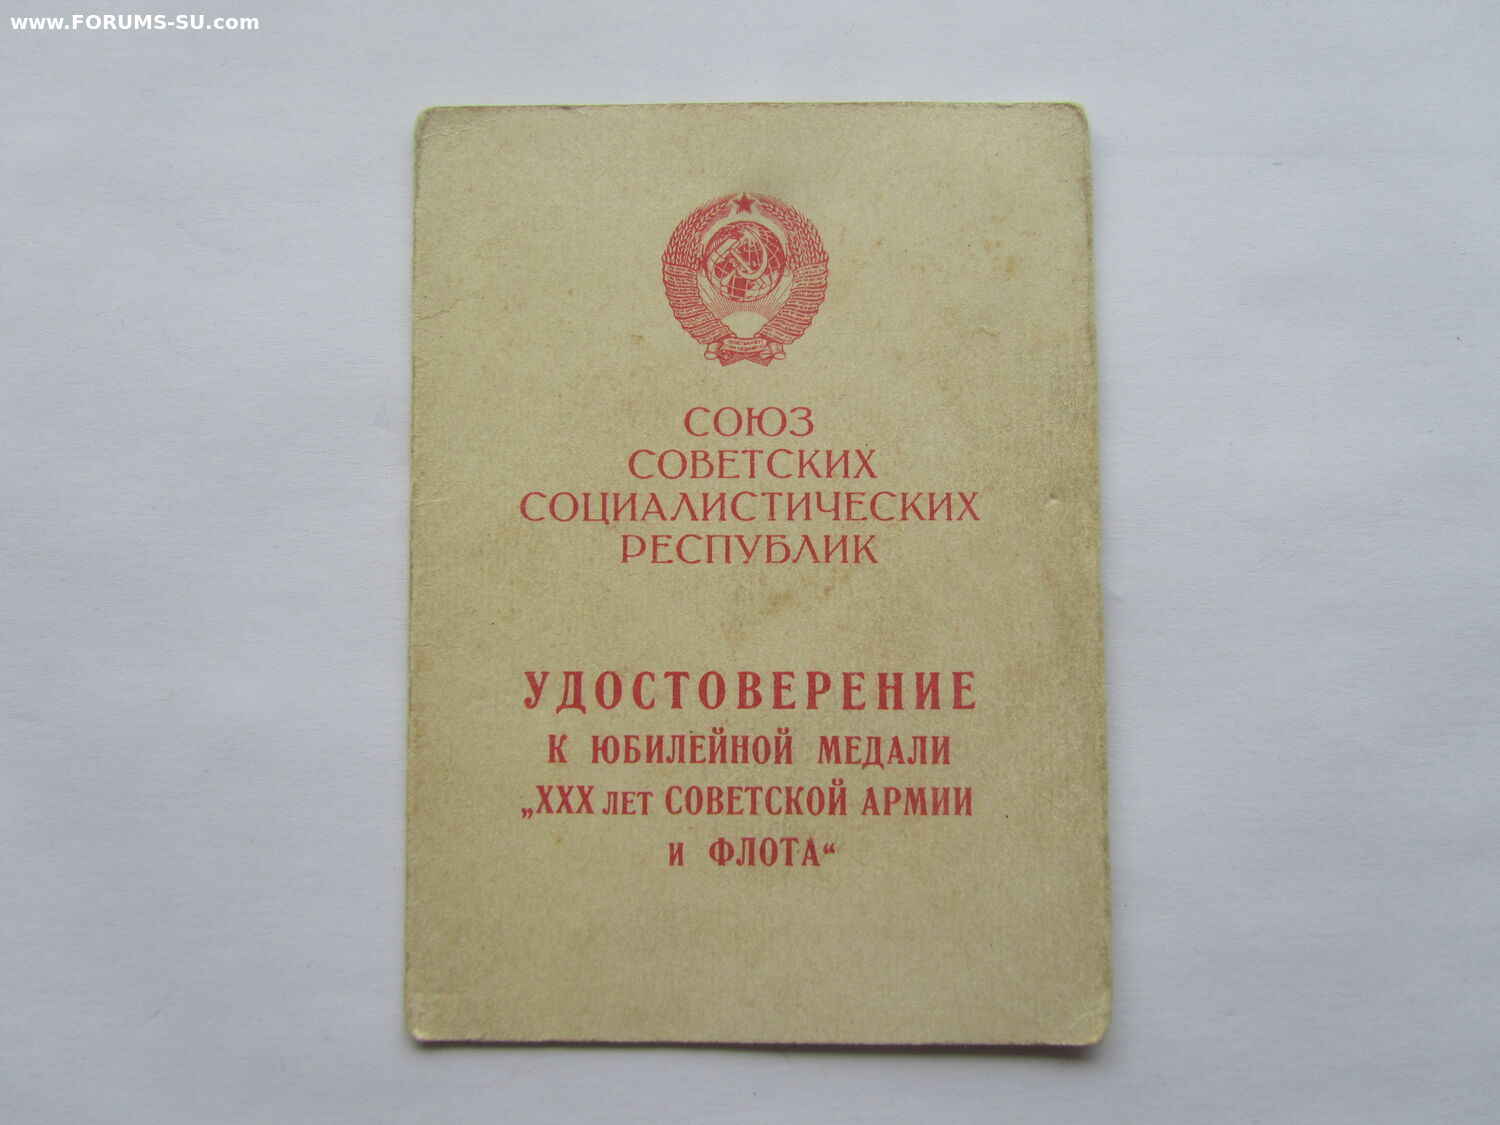 www.FORUMS-SU.com
СОЮЗ
СОВЕТСКИХ
СОЦИАЛИСТИЧЕСКИХ
РЕСПУБЛИК
УДОСТОВЕРЕНИЕ
К ЮБИЛЕЙНОЙ МЕДАЛИ
„XXX ЛЕТ СОВЕТСКОЙ АРМИИ
И ФЛОТА“